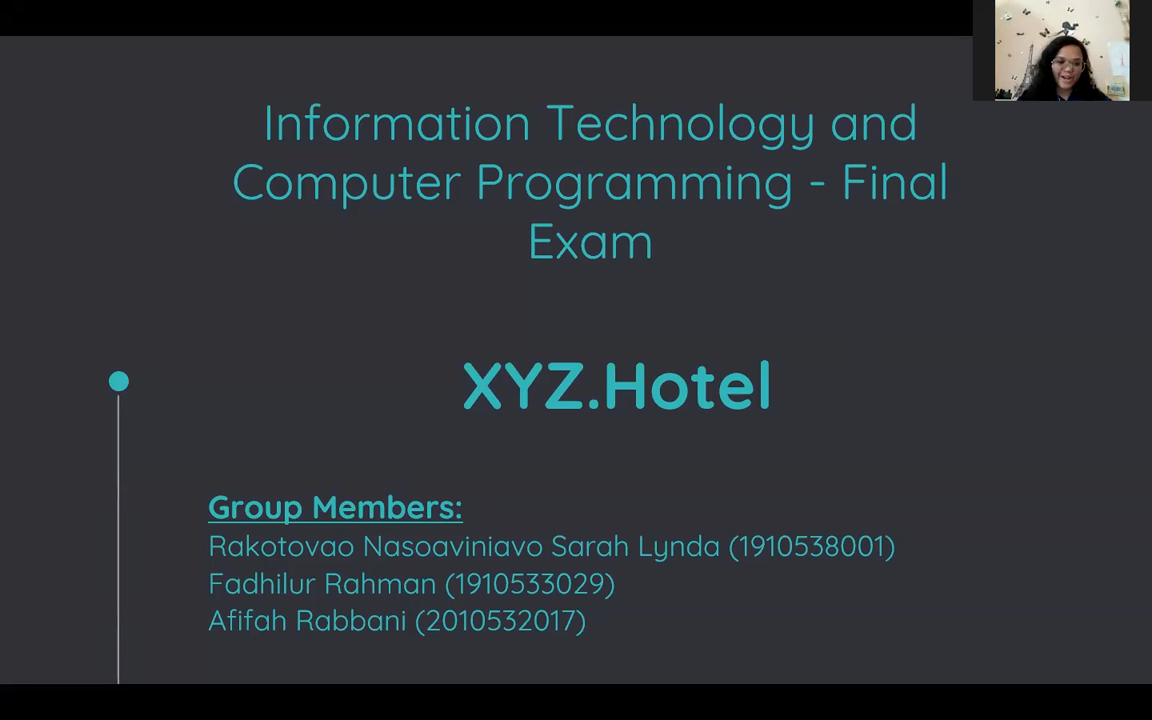 Information Technology and
Computer Programming - Final
Exam
XYZ.Hotel
Group Members:
Rakotovao Nasoaviniavo Sarah Lynda (1910538001)
Fadhilur Rahman (1910533029)
Afifah Rabbani (2010532017)